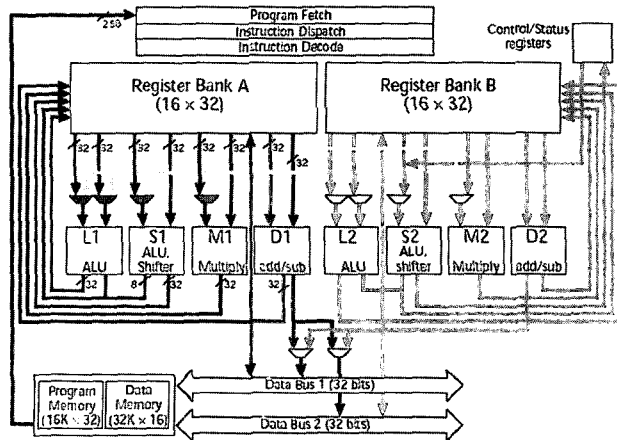 256
Program Fetch
Instruction Dispatch
Instruction Decode
Control/Status
registers
Register Bank A
(16 × 32)
Register Bank B
(16 × 32)
32 32 32 32 32 32
L1
ALU
S1
ALU,
Shifter
M1
Multiply
D1
add/sub
L2
ALU
S2
ALU,
shifter
M2
Multiply
D2
add/sub
32 8 32 32 32
Data Bus 1 (32 bits)
Data Bus 2 (32 bits)
Program
Memory
(16K × 32)
Data
Memory
(32K × 16)